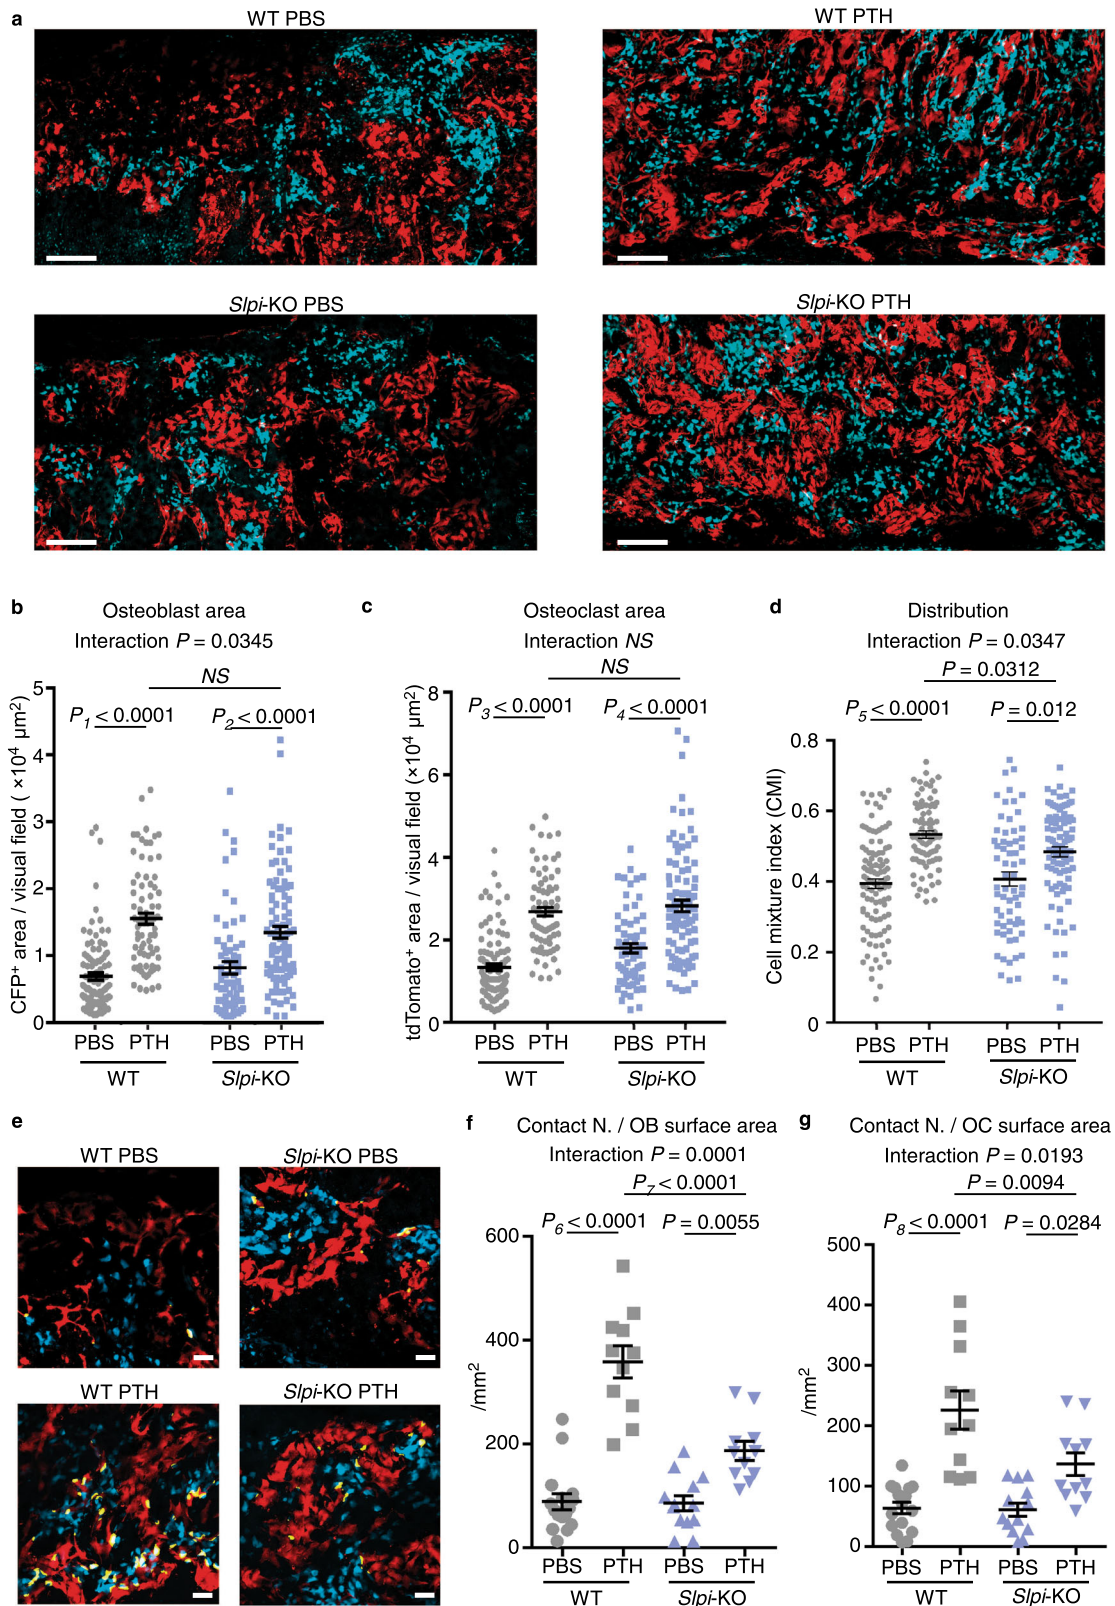 a
WT PBS
WT PTH
Slpi-KO PBS
Slpi-KO PTH
b
Osteoblast area
Interaction P = 0.0345
NS
P1 < 0.0001
P2 < 0.0001
CFP+ area / visual field ( ×10⁴ μm²)
5
4
3
2
1
0
PBS PTH PBS PTH
WT Slpi-KO
c
Osteoclast area
Interaction NS
NS
P3 < 0.0001
P4 < 0.0001
tdTomato+ area / visual field (×10⁴ μm²)
8
6
4
2
0
PBS PTH PBS PTH
WT Slpi-KO
d
Distribution
Interaction P = 0.0347
P = 0.0312
P5 < 0.0001
P = 0.012
Cell mixture index (CMI)
0.8
0.6
0.4
0.2
0
PBS PTH PBS PTH
WT Slpi-KO
e
WT PBS
Slpi-KO PBS
WT PTH
Slpi-KO PTH
f
Contact N. / OB surface area
Interaction P = 0.0001
P7 < 0.0001
P6 < 0.0001
P = 0.0055
/mm²
600
400
200
0
PBS PTH PBS PTH
WT Slpi-KO
g
Contact N. / OC surface area
Interaction P = 0.0193
P = 0.0094
P8 < 0.0001
P = 0.0284
/mm²
500
400
300
200
100
0
PBS PTH PBS PTH
WT Slpi-KO